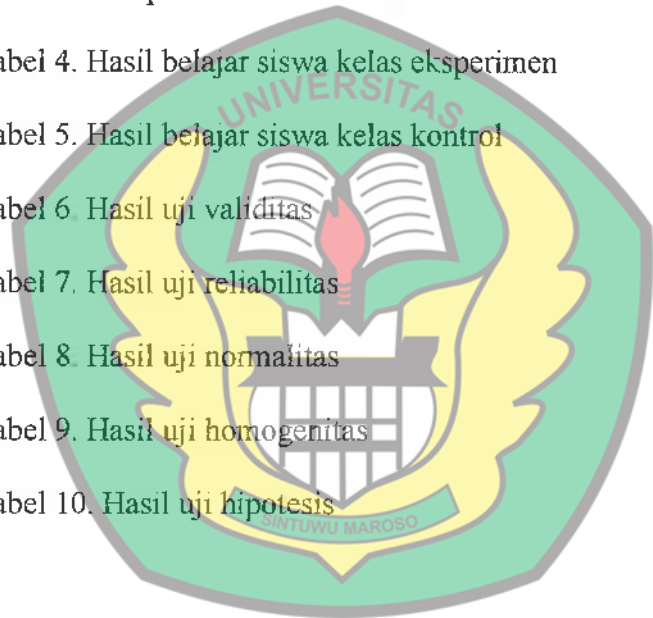 abel 4. Hasil belajar siswa kelas eksperimen
UNIVERSITAS
abel 5. Hasil belajar siswa kelas kontrol
abel 6. Hasil uji validitas
abel 7. Hasil uji reliabilitas
abel 8. Hasil uji normalitas
abel 9. Hasil uji homogenitas
abel 10. Hasil uji hipotesis
SINTUWU MAROSO